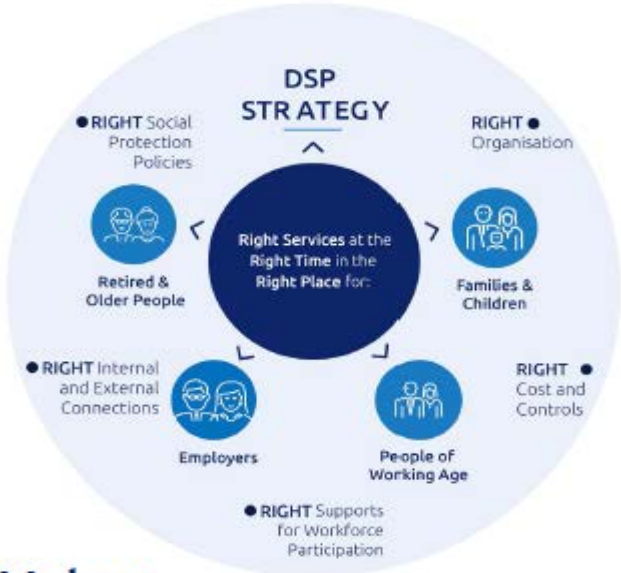 DSP
STRATEGY
RIGHT Social
Protection
Policies
RIGHT
Organisation
Right Services at the
Right Time in the
Right Place for:
Retired &
Older People
Families &
Children
RIGHT Internal
and External
Connections
RIGHT
Cost and
Controls
Employers
People of
Working Age
RIGHT Supports
for Workforce
Participation